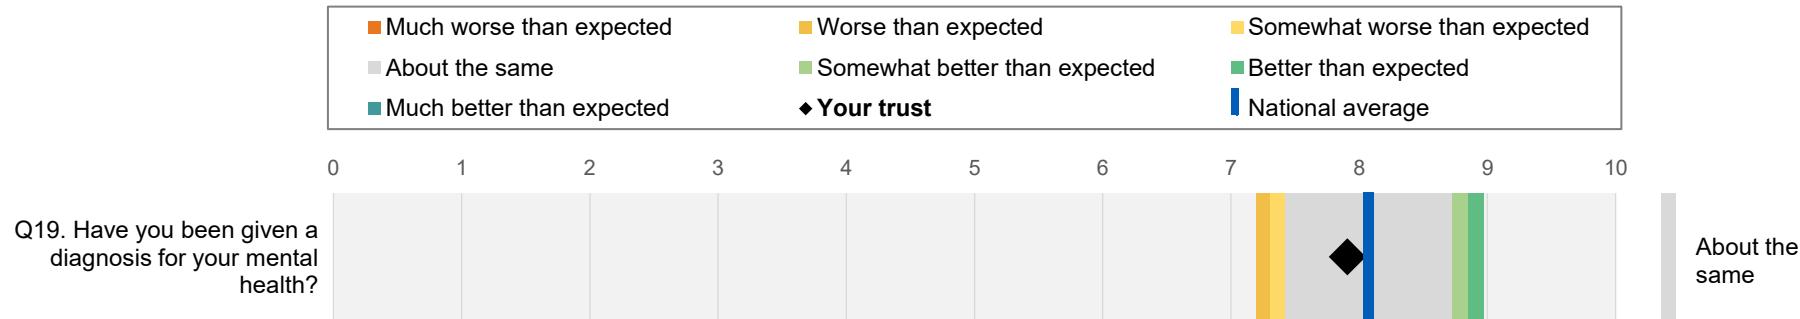 Much worse than expected
Worse than expected
Somewhat worse than expected
About the same
Somewhat better than expected
Better than expected
Much better than expected
Your trust
National average
0 1 2 3 4 5 6 7 8 9 10
Q19. Have you been given a
diagnosis for your mental
health?
About the
same